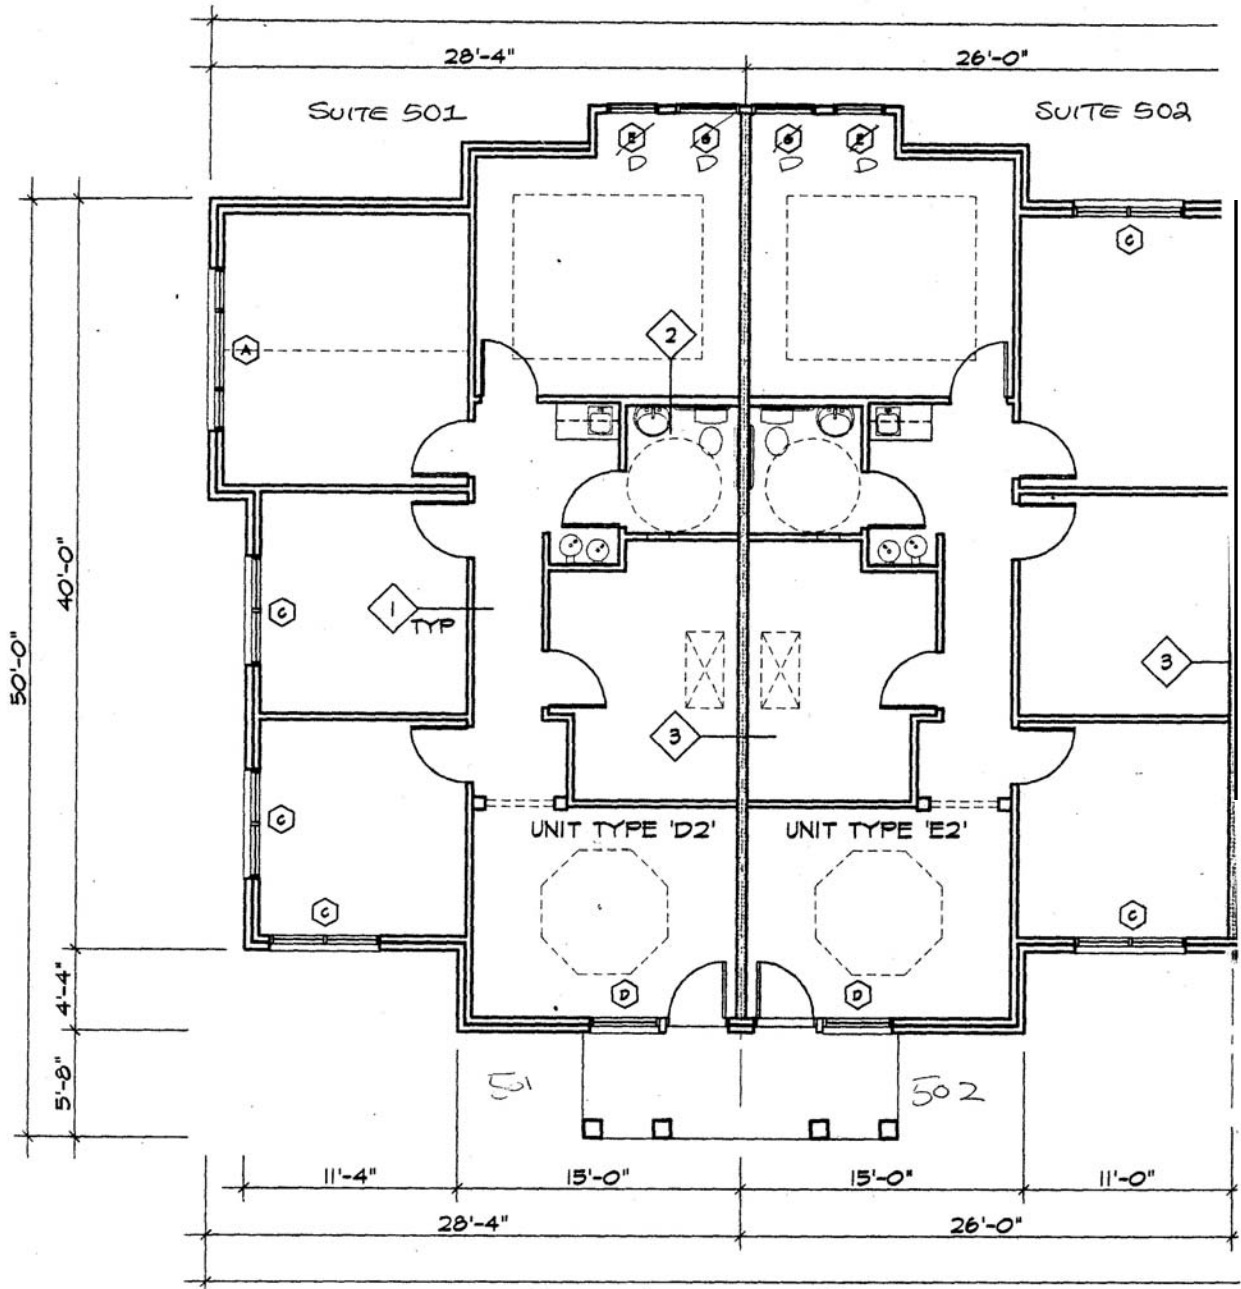 28'-4"
26'-0"
SUITE 501
SUITE 502
D
D
D
D
C
2
A
40'-0"
50'-0"
C
1
TYP
3
3
C
UNIT TYPE 'D2'
UNIT TYPE 'E2'
C
C
D
D
4'-4"
5'-8"
501
502
11'-4"
15'-0"
15'-0"
11'-0"
28'-4"
26'-0"